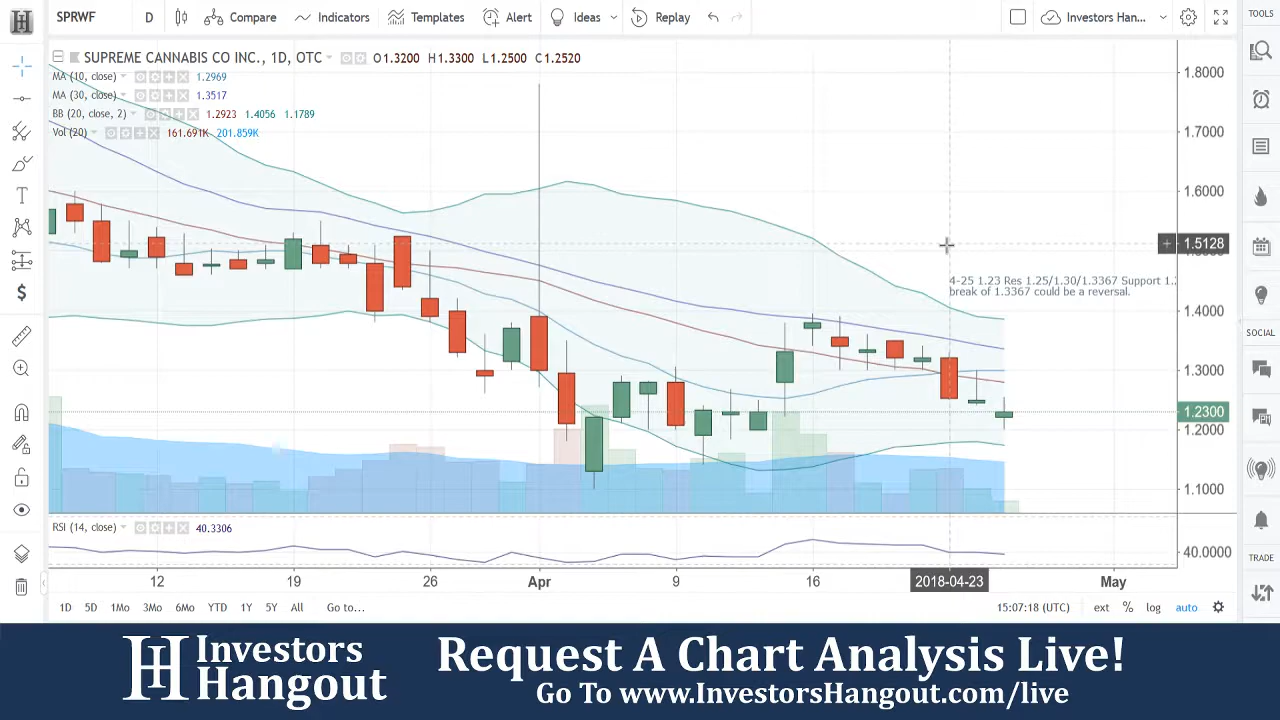 SPRWF D Compare Indicators Templates Alert Ideas Replay Investors Han... TOOLS
SUPREME CANNABIS CO INC., 1D, OTC O1.3200 H1.3300 L1.2500 C1.2520
MA (10, close) 1.2969
MA (30, close) 1.3517
BB (20, close, 2) 1.2923 1.4056 1.1789
Vol (20) 161.691K 201.859K
1.8000
1.7000
1.6000
1.5128
4-25 1.23 Res 1.25/1.30/1.3367 Support 1.2
break of 1.3367 could be a reversal.
1.4000
SOCIAL
1.3000
1.2300
1.2000
1.1000
RSI (14, close) 40.3306
40.0000
TRADE
12 19 26 Apr 9 16 2018-04-23 May
1D 5D 1Mo 3Mo 6Mo YTD 1Y 5Y All Go to... 15:07:18 (UTC) ext % log auto
H Investors Hangout
Request A Chart Analysis Live!
Go To www.InvestorsHangout.com/live